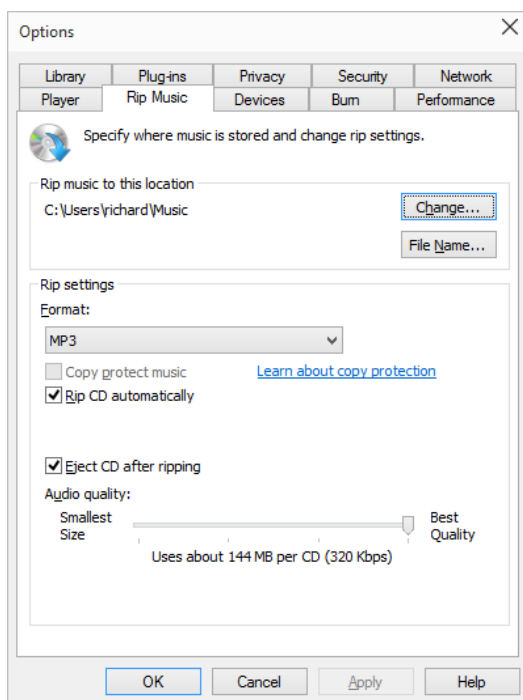 Options
Library Plug-ins Privacy Security Network
Player Rip Music Devices Burn Performance
Specify where music is stored and change rip settings.
Rip music to this location
C:\Users\richard\Music
Change...
File Name...
Rip settings
Format:
MP3
Copy protect music Learn about copy protection
Rip CD automatically
Eject CD after ripping
Audio quality:
Smallest Size
Best Quality
Uses about 144 MB per CD (320 Kbps)
OK Cancel Apply Help